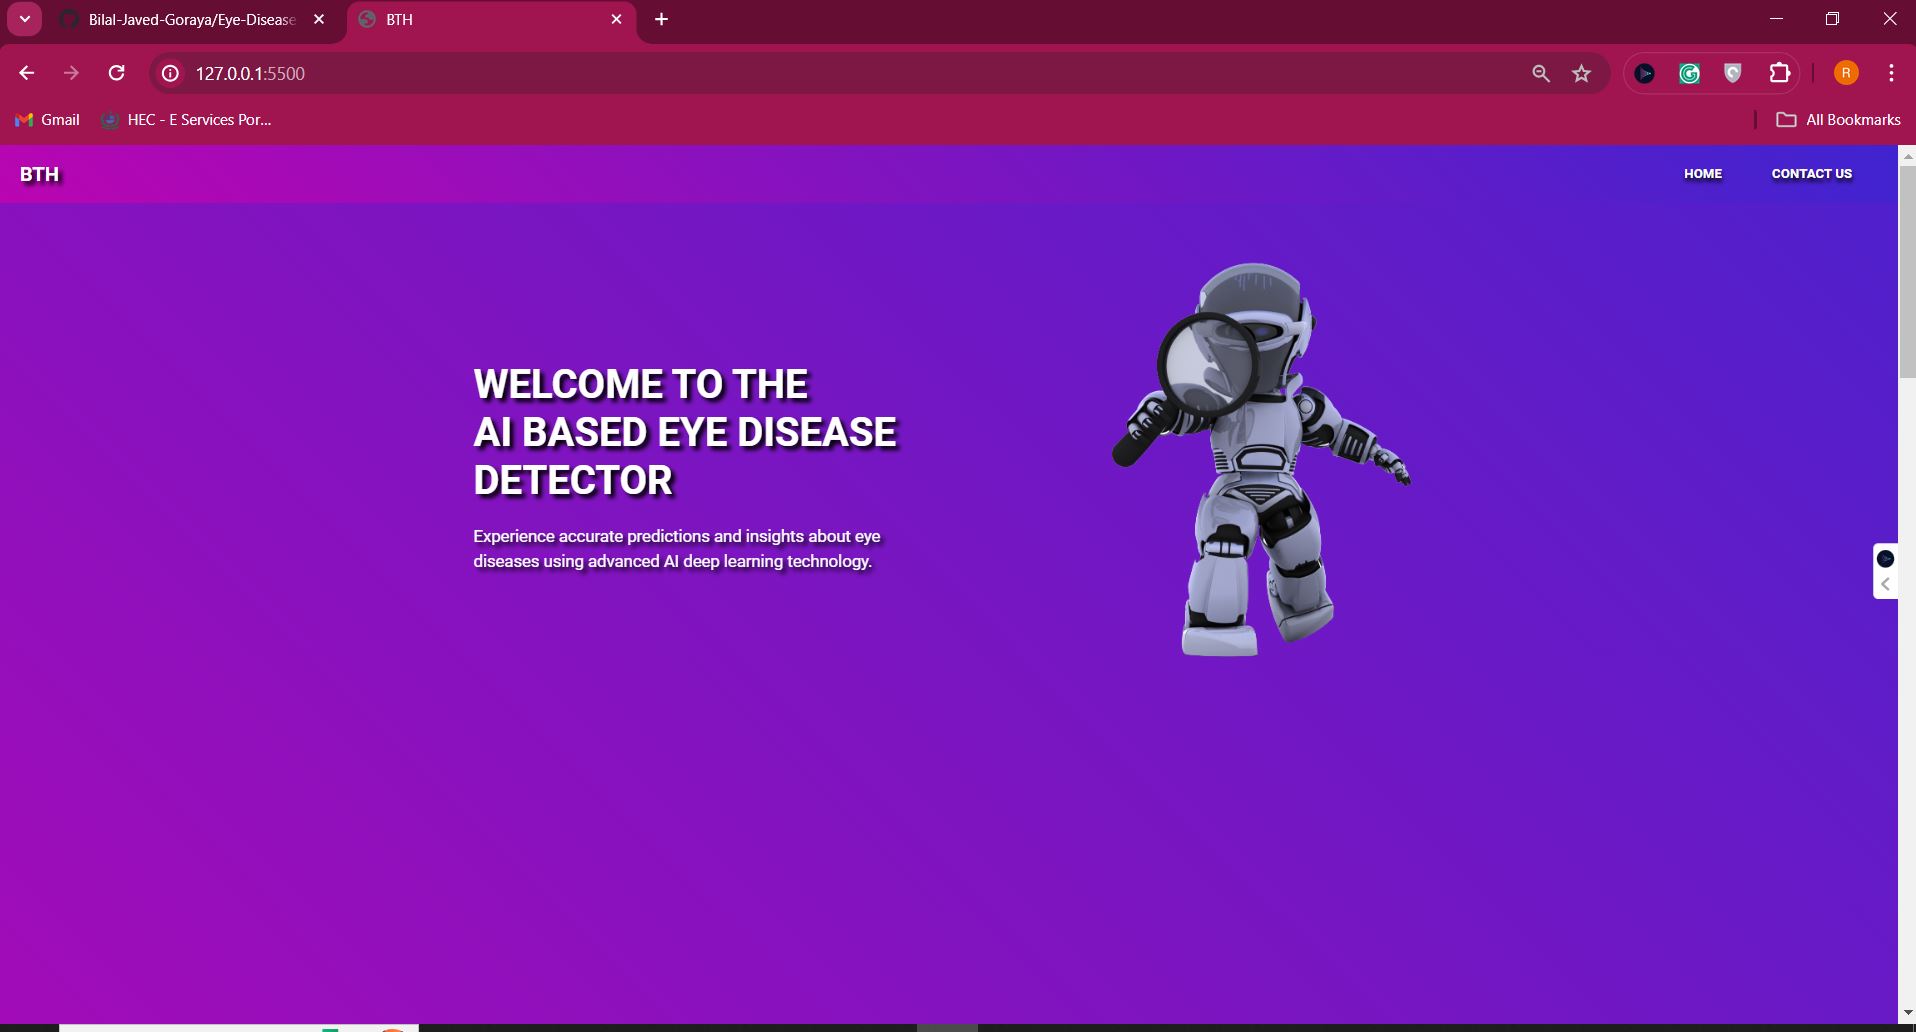 Bilal-Javed-Goraya/Eye-Disease
BTH
127.0.0.1:5500
R
Gmail
HEC - E Services Por...
All Bookmarks
BTH
HOME
CONTACT US
WELCOME TO THE
AI BASED EYE DISEASE
DETECTOR
Experience accurate predictions and insights about eye
diseases using advanced AI deep learning technology.